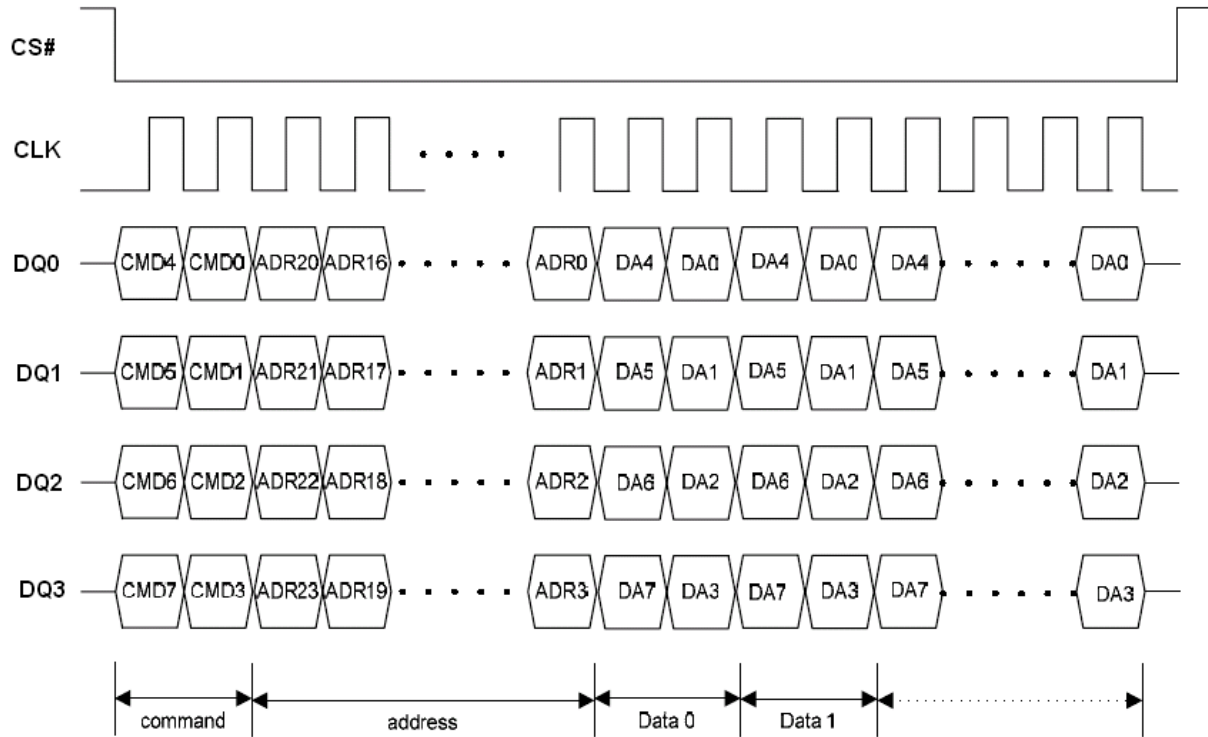 CS#
CLK
DQ0 CMD4 CMD0 ADR20 ADR16 ADR0 DA4 DA0 DA4 DA0 DA4 DA0
DQ1 CMD5 CMD1 ADR21 ADR17 ADR1 DA5 DA1 DA5 DA1 DA5 DA1
DQ2 CMD6 CMD2 ADR22 ADR18 ADR2 DA6 DA2 DA6 DA2 DA6 DA2
DQ3 CMD7 CMD3 ADR23 ADR19 ADR3 DA7 DA3 DA7 DA3 DA7 DA3
command address Data 0 Data 1